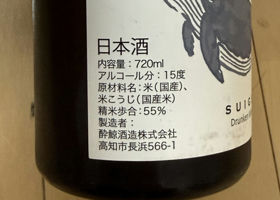 日本酒
内容量：720ml
アルコール分：15度
原材料名：米（国産）、
米こうじ（国産米）
精米歩合：55%
製造者：
酔鯨酒造株式会社
高知市長浜566-1
SUIG
Drunken